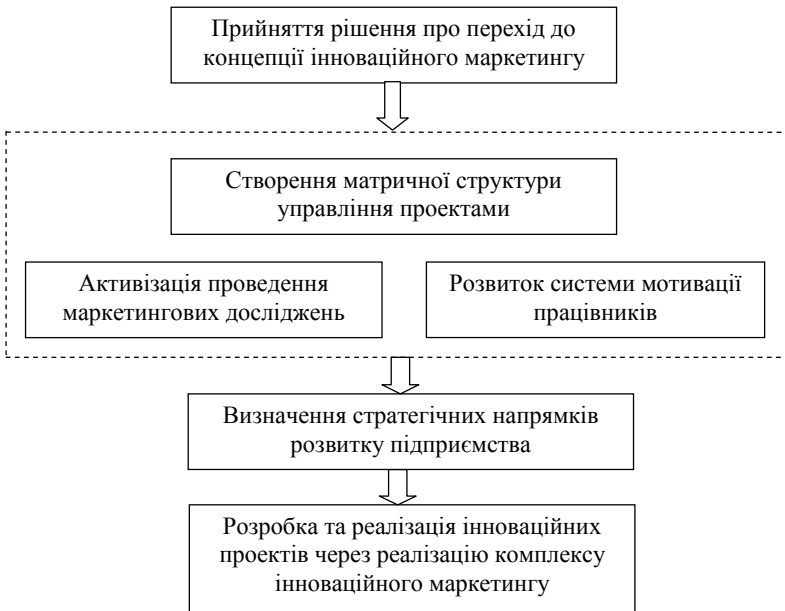 Прийняття рішення про перехід до
концепції інноваційного маркетингу
Створення матричної структури
управління проектами
Активізація проведення
маркетингових досліджень
Розвиток системи мотивації
працівників
Визначення стратегічних напрямків
розвитку підприємства
Розробка та реалізація інноваційних
проектів через реалізацію комплексу
інноваційного маркетингу